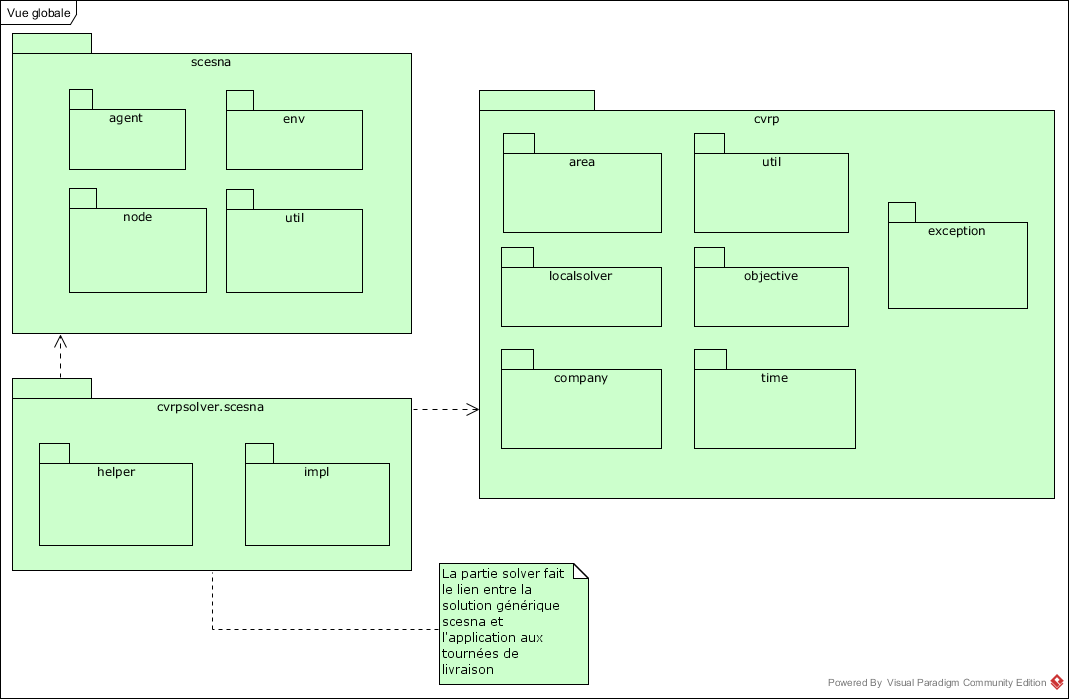 Vue globale
scesna
agent
env
node
util
cvrp
area
util
exception
localsolver
objective
company
time
cvrpsolver.scesna
helper
impl
La partie solver fait
le lien entre la
solution générique
scesna et
l'application aux
tournées de
livraison
Powered By Visual Paradigm Community Edition